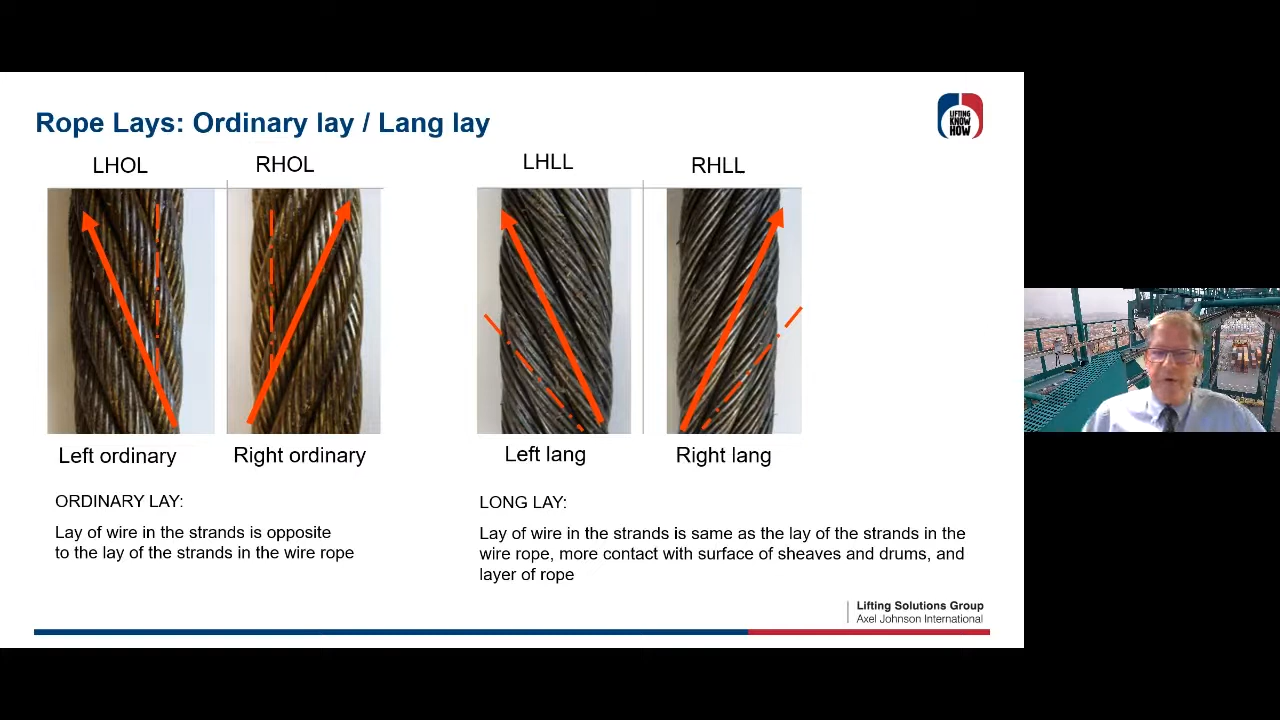 Rope Lays: Ordinary lay / Lang lay
LIFTING
KNOW
HOW
LHOL
RHOL
LHLL
RHLL
Left ordinary
Right ordinary
Left lang
Right lang
ORDINARY LAY:
Lay of wire in the strands is opposite
to the lay of the strands in the wire rope
LONG LAY:
Lay of wire in the strands is same as the lay of the strands in the
wire rope, more contact with surface of sheaves and drums, and
layer of rope
Lifting Solutions Group
Axel Johnson International